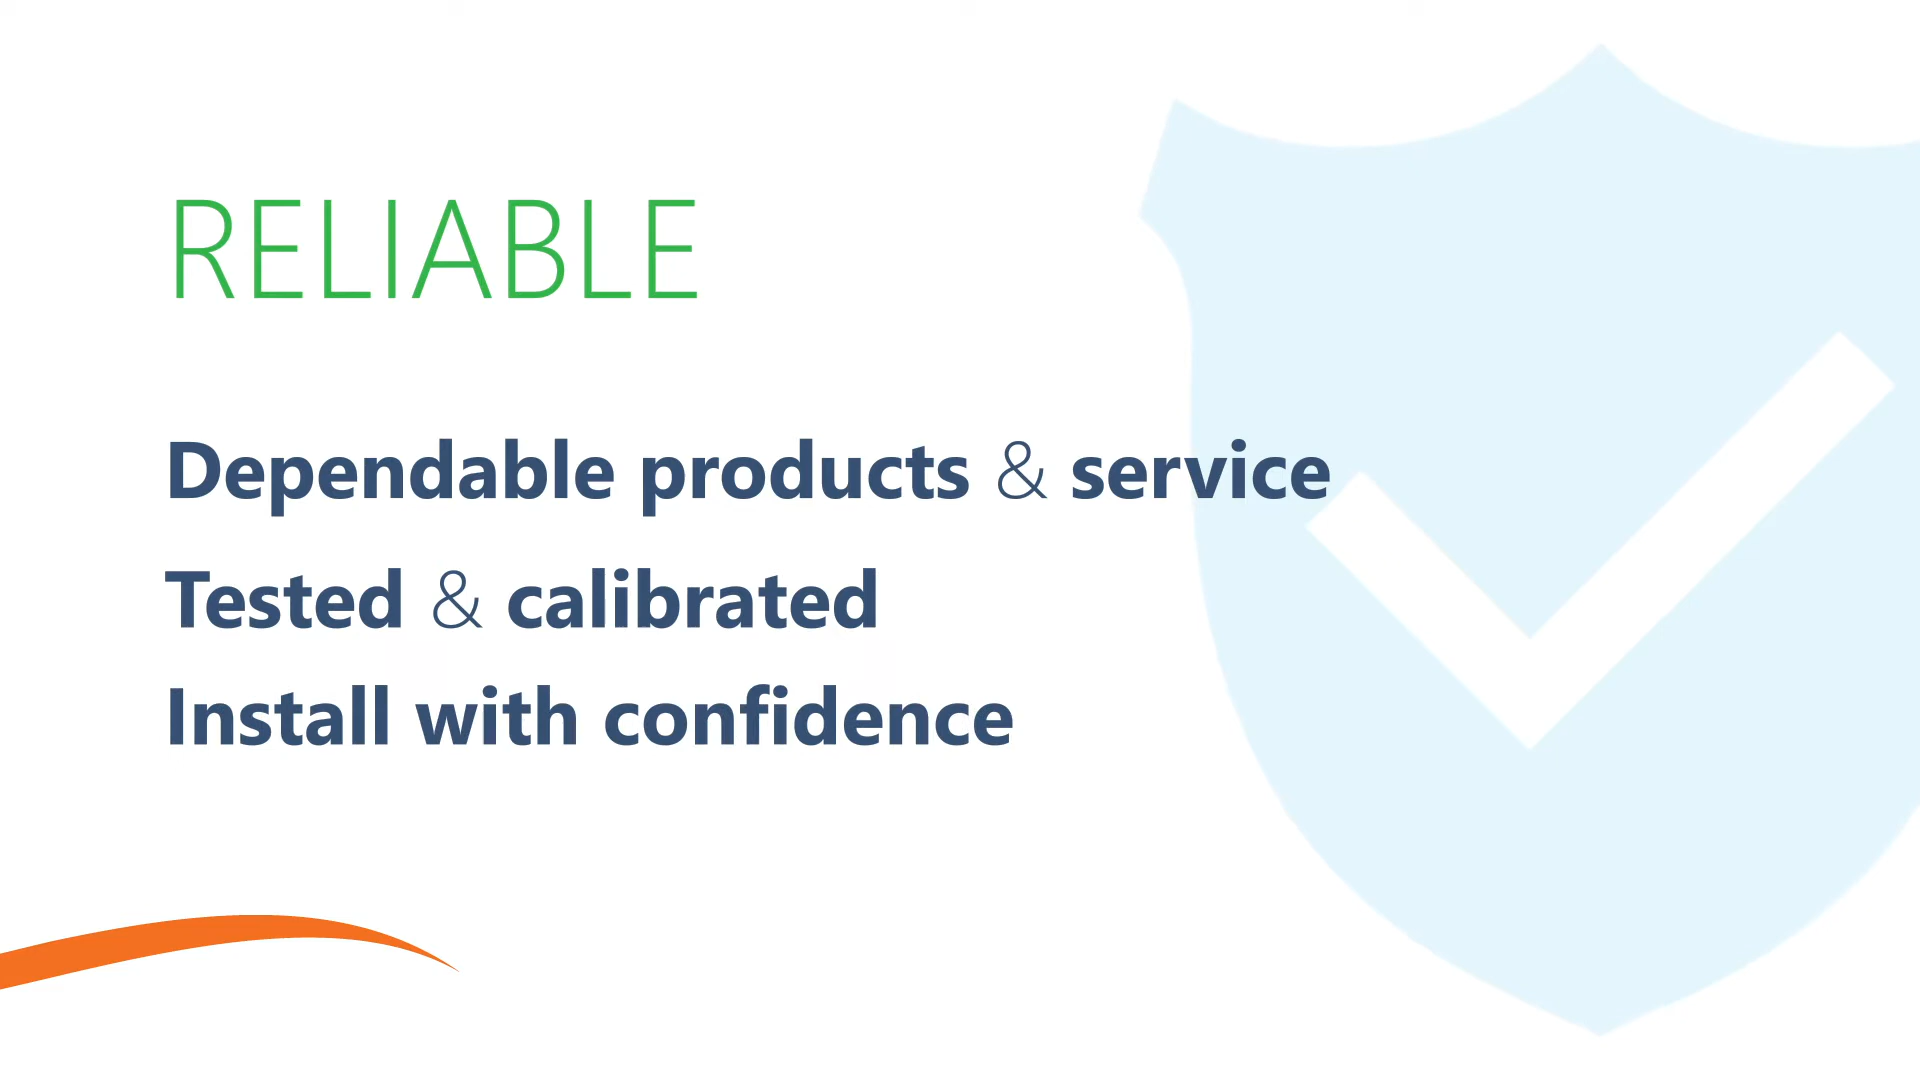 RELIABLE
Dependable products & service
Tested & calibrated
Install with confidence